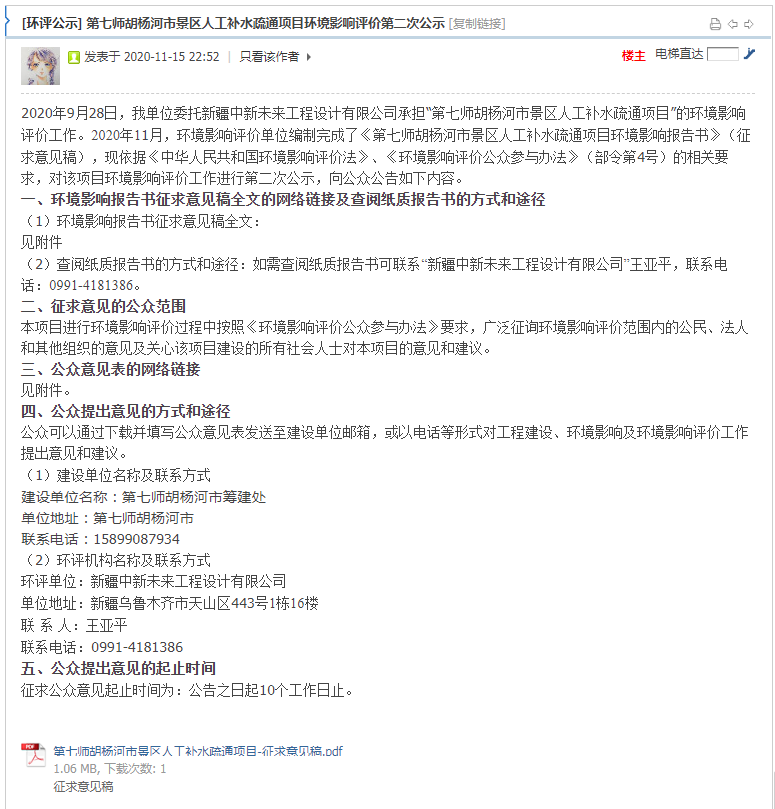 [环评公示] 第七师胡杨河市景区人工补水疏通项目环境影响评价第二次公示 [复制链接]
发表于 2020-11-15 22:52 | 只看该作者
楼主 电梯直达
2020年9月28日，我单位委托新疆中新未来工程设计有限公司承担“第七师胡杨河市景区人工补水疏通项目”的环境影响
评价工作。2020年11月，环境影响评价单位编制完成了《第七师胡杨河市景区人工补水疏通项目环境影响报告书》（征
求意见稿），现依据《中华人民共和国环境影响评价法》、《环境影响评价公众参与办法》（部令第4号）的相关要
求，对该项目环境影响评价工作进行第二次公示，向公众公告如下内容。
一、环境影响报告书征求意见稿全文的网络链接及查阅纸质报告书的方式和途径
（1）环境影响报告书征求意见稿全文：
见附件
（2）查阅纸质报告书的方式和途径：如需查阅纸质报告书可联系“新疆中新未来工程设计有限公司”王亚平，联系电
话：0991-4181386。
二、征求意见的公众范围
本项目进行环境影响评价过程中按照《环境影响评价公众参与办法》要求，广泛征询环境影响评价范围内的公民、法人
和其他组织的意见及关心该项目建设的所有社会人士对本项目的意见和建议。
三、公众意见表的网络链接
见附件。
四、公众提出意见的方式和途径
公众可以通过下载并填写公众意见表发送至建设单位邮箱，或以电话等形式对工程建设、环境影响及环境影响评价工作
提出意见和建议。
（1）建设单位名称及联系方式
建设单位名称：第七师胡杨河市筹建处
单位地址：第七师胡杨河市
联系电话：15899087934
（2）环评机构名称及联系方式
环评单位：新疆中新未来工程设计有限公司
单位地址：新疆乌鲁木齐市天山区443号1栋16楼
联 系 人：王亚平
联系电话：0991-4181386
五、公众提出意见的起止时间
征求公众意见起止时间为：公告之日起10个工作日止。
PDF
第七师胡杨河市景区人工补水疏通项目-征求意见稿.pdf
1.06 MB, 下载次数: 1
征求意见稿